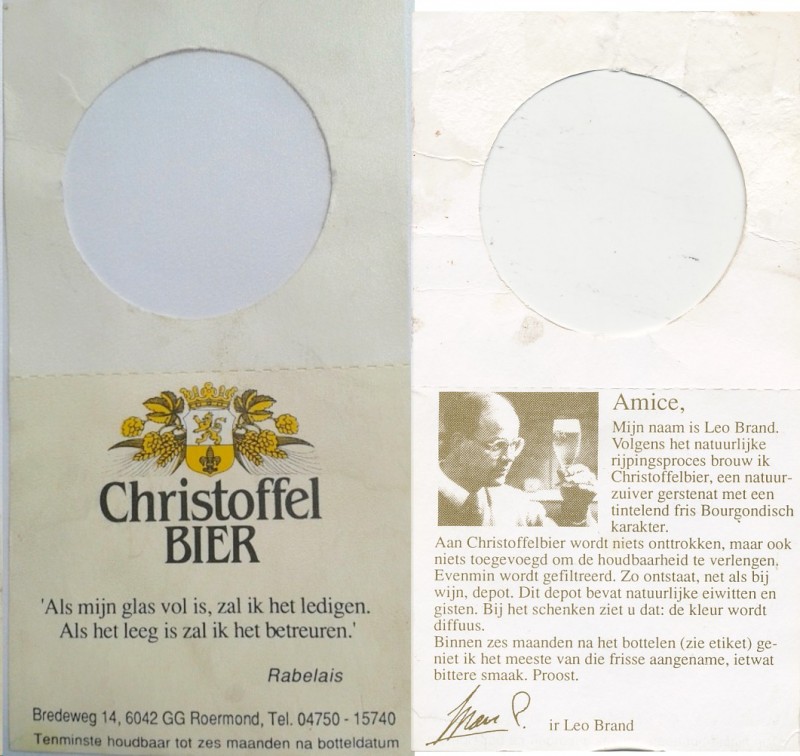 Christoffel
BIER
'Als mijn glas vol is, zal ik het ledigen.
Als het leeg is zal ik het betreuren.'
Rabelais
Bredeweg 14, 6042 GG Roermond, Tel. 04750 - 15740
Tenminste houdbaar tot zes maanden na botteldatum
Amice,
Mijn naam is Leo Brand.
Volgens het natuurlijke
rijpingsproces brouw ik
Christoffelbier, een natuur-
zuiver gerstenat met een
tintelend fris Bourgondisch
karakter.
Aan Christoffelbier wordt niets onttrokken, maar ook
niets toegevoegd om de houdbaarheid te verlengen.
Evenmin wordt gefiltreerd. Zo ontstaat, net als bij
wijn, depot. Dit depot bevat natuurlijke eiwitten en
gisten. Bij het schenken ziet u dat: de kleur wordt
diffuus.
Binnen zes maanden na het bottelen (zie etiket) ge-
niet ik het meeste van die frisse aangename, ietwat
bittere smaak. Proost.
ir Leo Brand